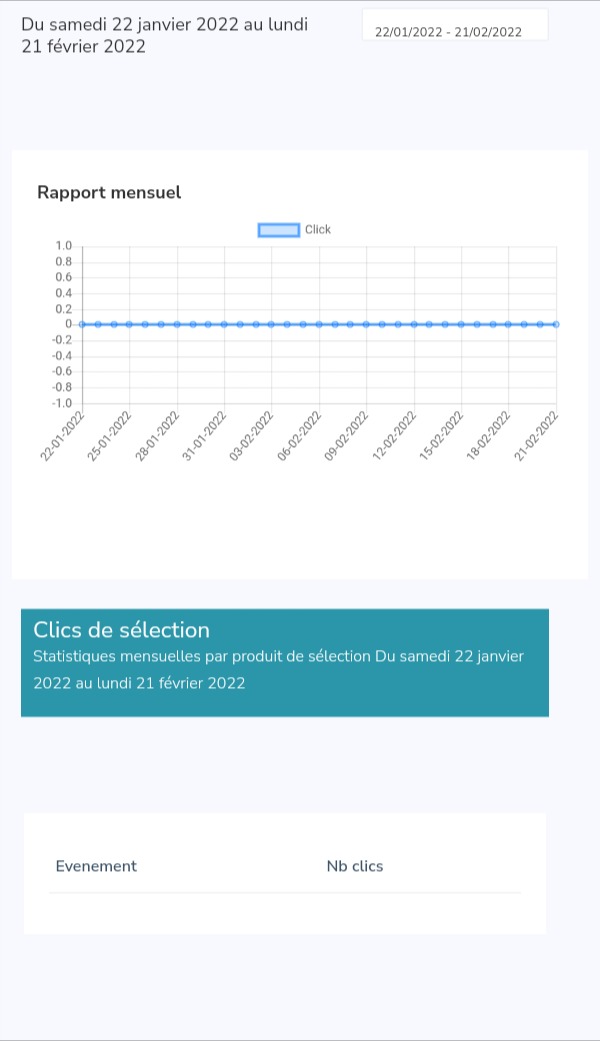 Du samedi 22 janvier 2022 au lundi
21 février 2022
22/01/2022 - 21/02/2022
Rapport mensuel
Click
1.0
0.8
0.6
0.4
0.2
0
-0.2
-0.4
-0.6
-0.8
-1.0
22-01-2022
25-01-2022
28-01-2022
31-01-2022
03-02-2022
06-02-2022
09-02-2022
12-02-2022
15-02-2022
18-02-2022
21-02-2022
Clics de sélection
Statistiques mensuelles par produit de sélection Du samedi 22 janvier
2022 au lundi 21 février 2022
Evenement Nb clics